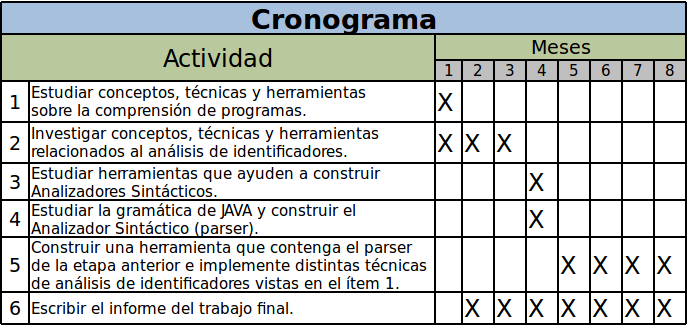 Cronograma
Actividad
Meses
1 2 3 4 5 6 7 8
1 Estudiar conceptos, técnicas y herramientas
sobre la comprensión de programas.
X
2 Investigar conceptos, técnicas y herramientas
relacionados al análisis de identificadores.
X X X
3 Estudiar herramientas que ayuden a construir
Analizadores Sintácticos.
X
4 Estudiar la gramática de JAVA y construir el
Analizador Sintáctico (parser).
X
5 Construir una herramienta que contenga el parser
de la etapa anterior e implemente distintas técnicas
de análisis de identificadores vistas en el ítem 1.
X X X X
6 Escribir el informe del trabajo final.
X X X X X X X